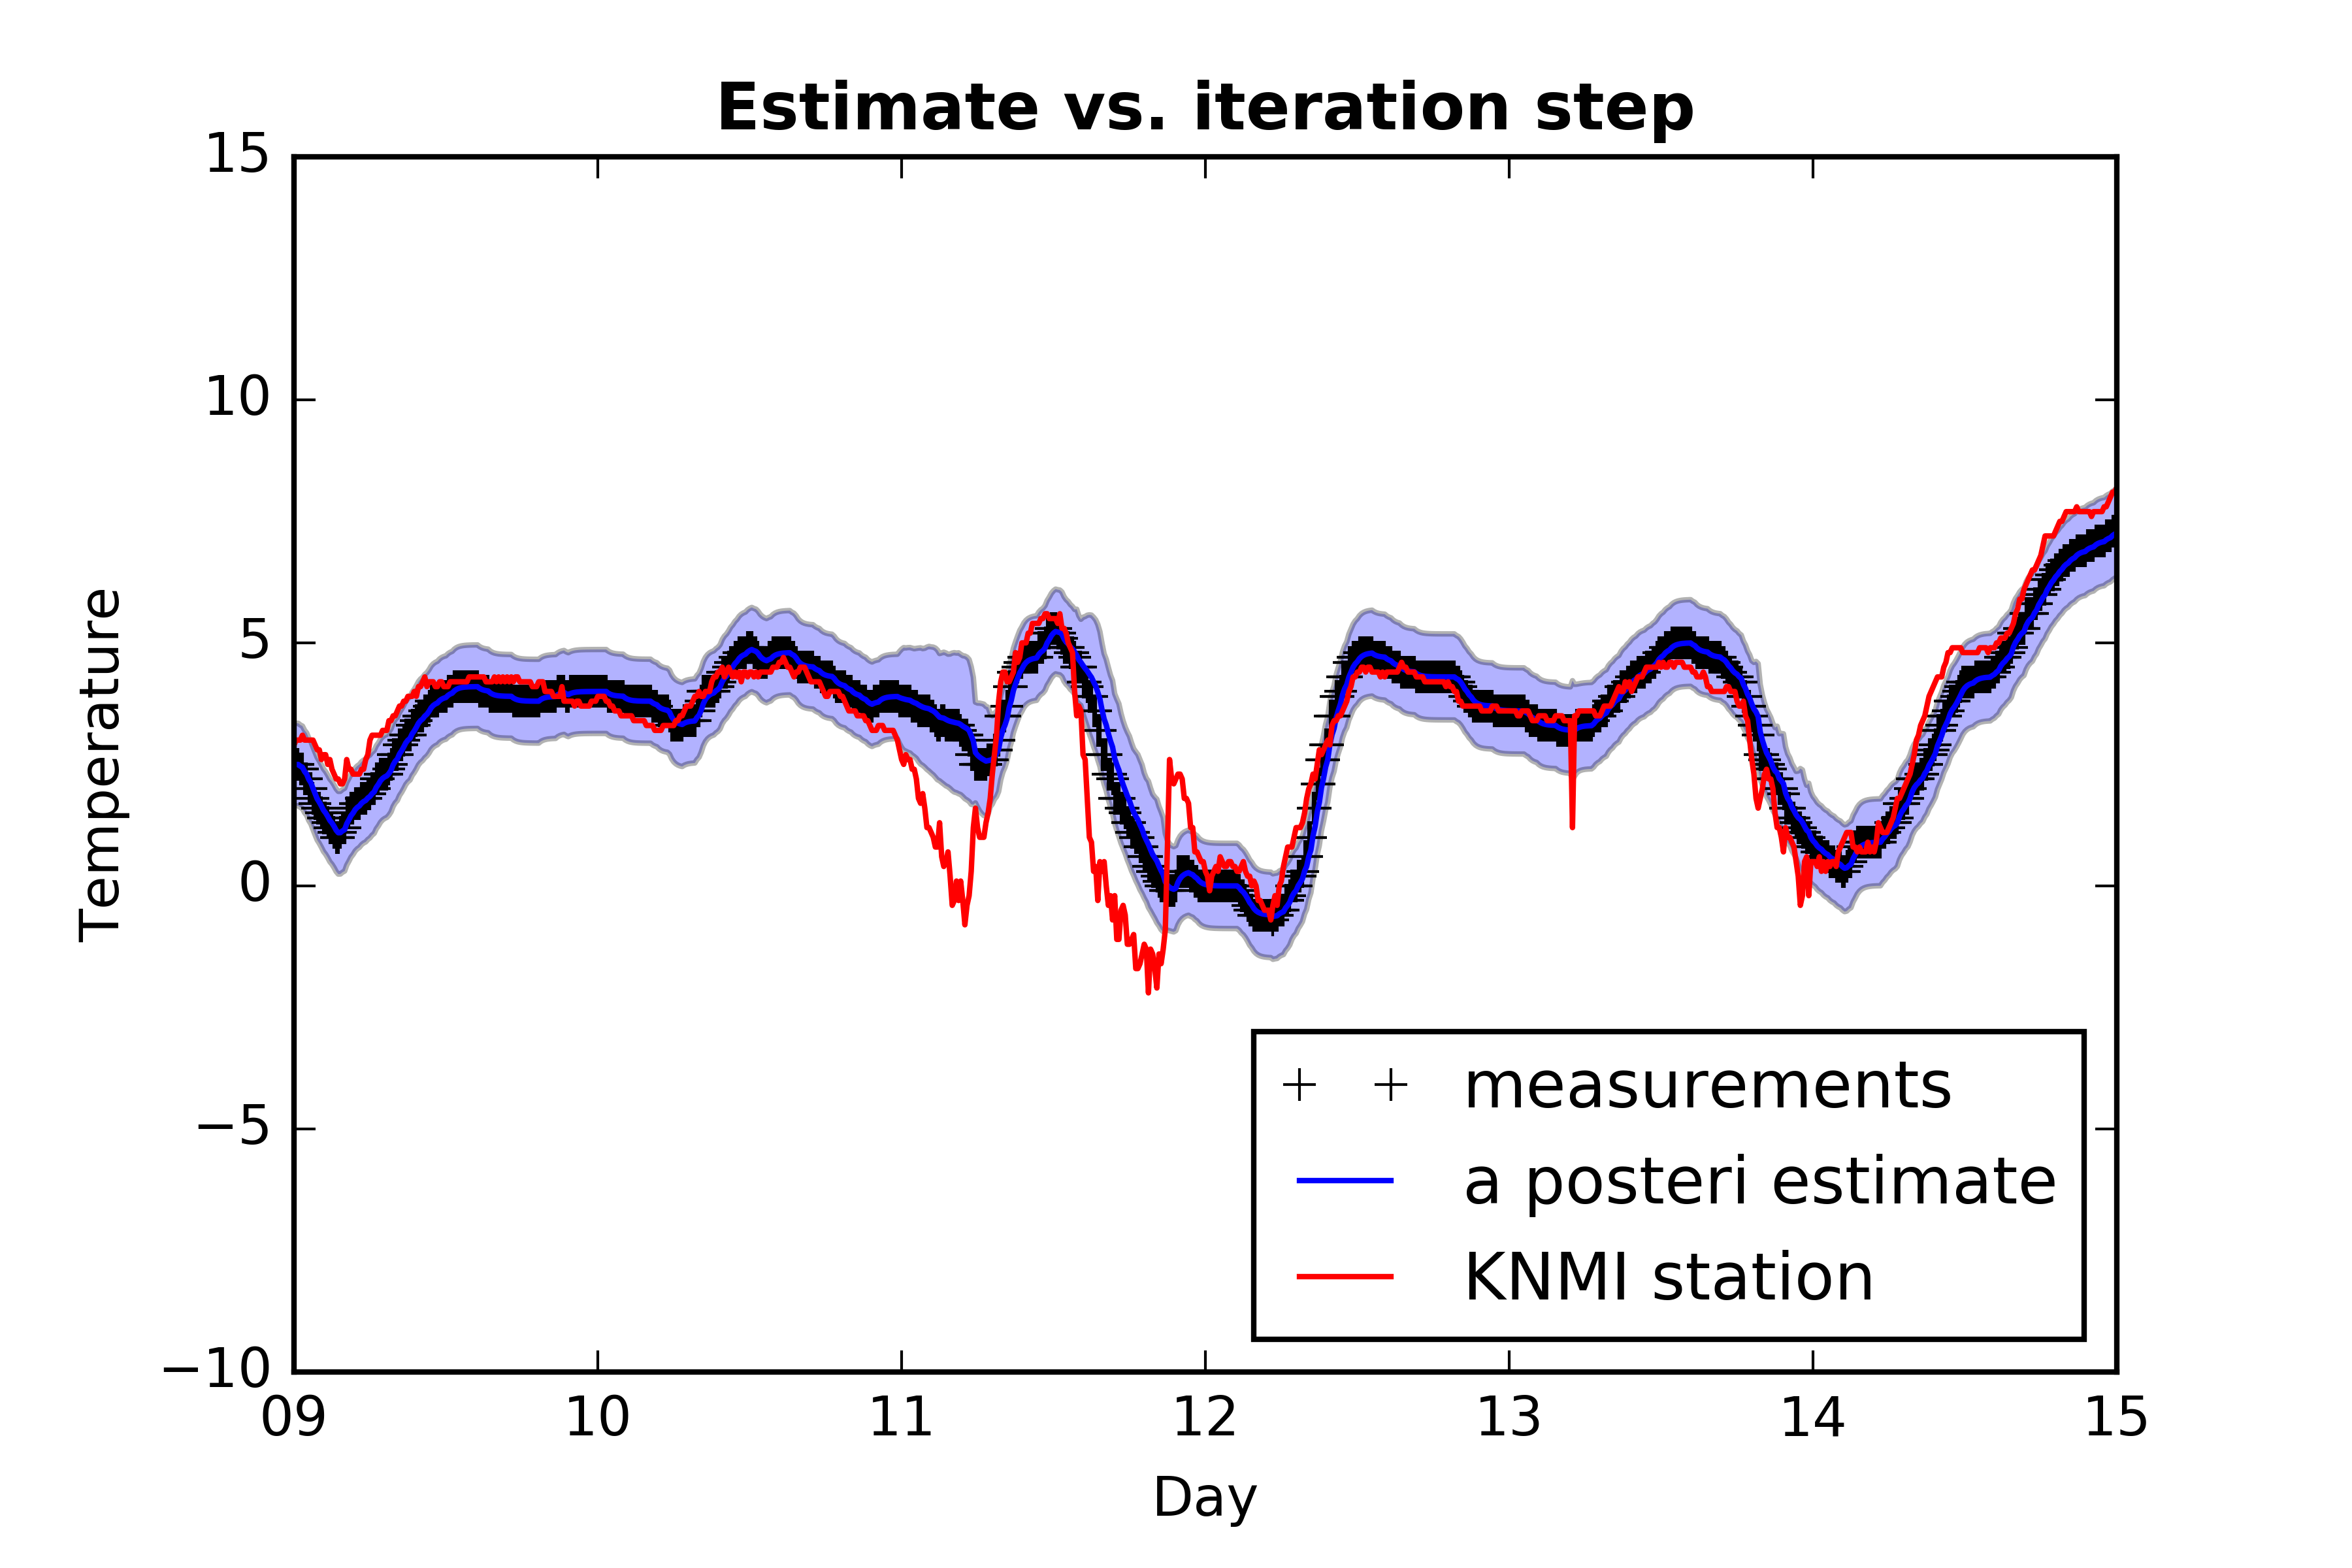 Estimate vs. iteration step
15
10
5
0
−5
−10
Temperature
measurements
a posteri estimate
KNMI station
09 10 11 12 13 14 15
Day